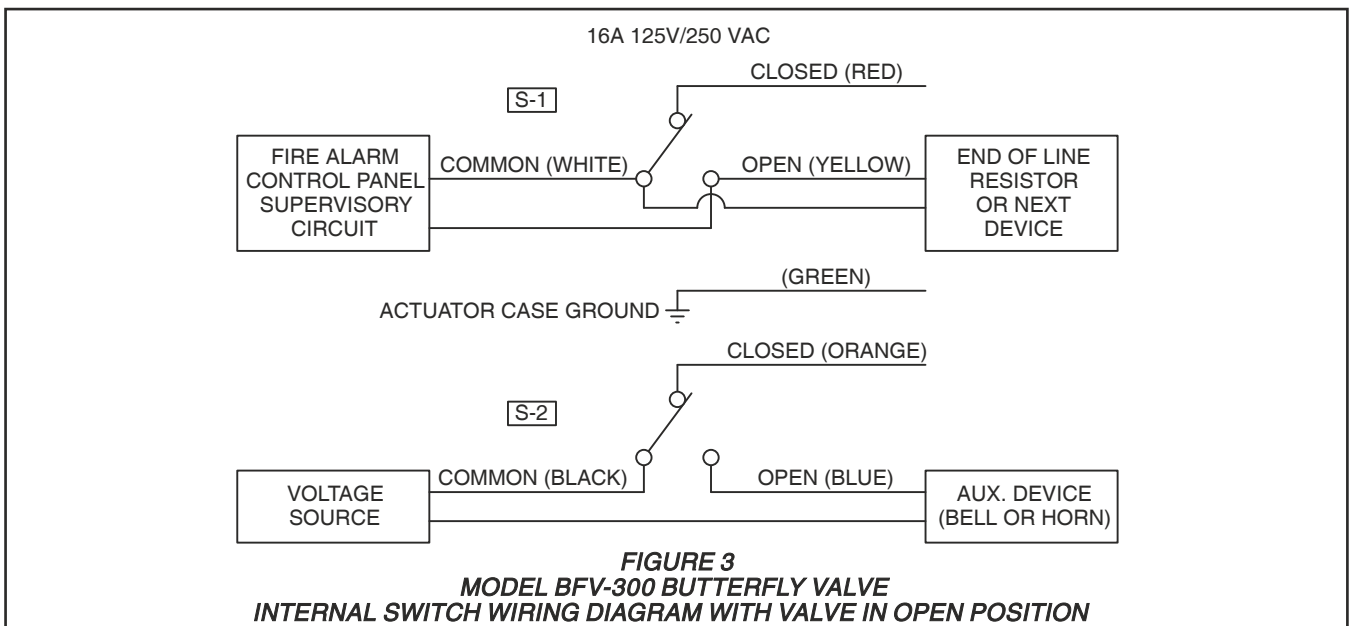 16A 125V/250 VAC
CLOSED (RED)
S-1
FIRE ALARM
CONTROL PANEL
SUPERVISORY
CIRCUIT
COMMON (WHITE)
OPEN (YELLOW)
END OF LINE
RESISTOR
OR NEXT
DEVICE
(GREEN)
ACTUATOR CASE GROUND
CLOSED (ORANGE)
S-2
VOLTAGE
SOURCE
COMMON (BLACK)
OPEN (BLUE)
AUX. DEVICE
(BELL OR HORN)
FIGURE 3
MODEL BFV-300 BUTTERFLY VALVE
INTERNAL SWITCH WIRING DIAGRAM WITH VALVE IN OPEN POSITION